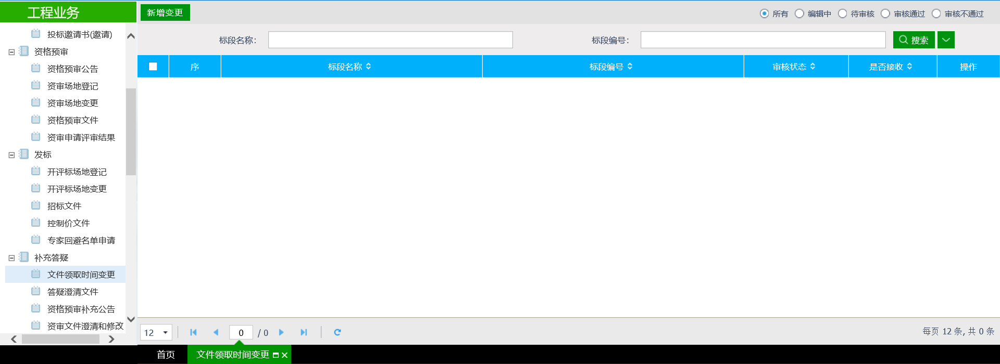 工程业务
投标邀请书(邀请)
资格预审
资格预审公告
资审场地登记
资审场地变更
资格预审文件
资审申请评审结果
发标
开评标场地登记
开评标场地变更
招标文件
控制价文件
专家回避名单申请
补充答疑
文件领取时间变更
答疑澄清文件
资格预审补充公告
资审文件澄清和修改
新增变更
所有 编辑中 待审核 审核通过 审核不通过
标段名称： 标段编号： 搜索
序 标段名称 标段编号 审核状态 是否接收 操作
12 0 / 0 每页 12 条, 共 0 条
首页 文件领取时间变更